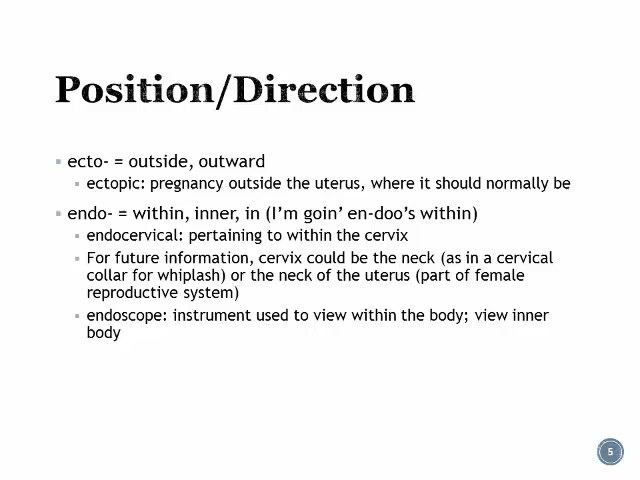 Position/Direction
ecto- = outside, outward
ectopic: pregnancy outside the uterus, where it should normally be
endo- = within, inner, in (I’m goin’ en-doo’s within)
endocervical: pertaining to within the cervix
For future information, cervix could be the neck (as in a cervical
collar for whiplash) or the neck of the uterus (part of female
reproductive system)
endoscope: instrument used to view within the body; view inner
body
5